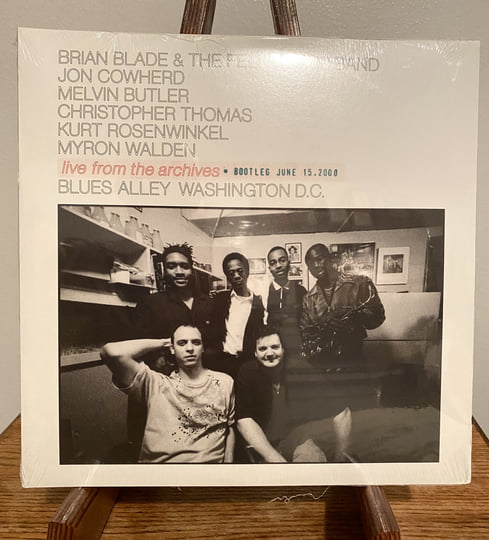 BRIAN BLADE & THE BAND
JON COWHERD
MELVIN BUTLER
CHRISTOPHER THOMAS
KURT ROSENWINKEL
MYRON WALDEN
live from the archives • BOOTLEG JUNE 15, 2000
BLUES ALLEY WASHINGTON D.C.